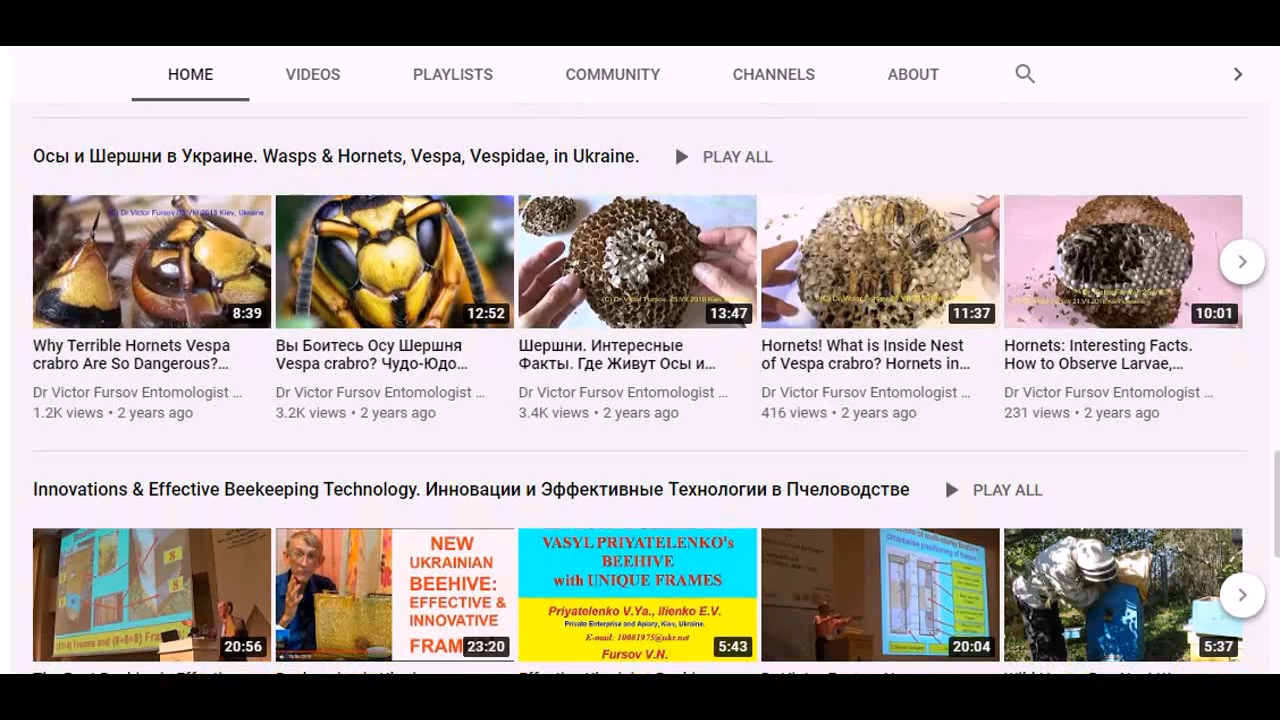 HOME
VIDEOS
PLAYLISTS
COMMUNITY
CHANNELS
ABOUT
Осы и Шершни в Украине. Wasps & Hornets, Vespa, Vespidae, in Ukraine.
PLAY ALL
8:39
12:52
13:47
11:37
10:01
Why Terrible Hornets Vespa
crabro Are So Dangerous?...
Dr Victor Fursov Entomologist ...
1.2K views • 2 years ago
Вы Боитесь Осу Шершня
Vespa crabro? Чудо-Юдо...
Dr Victor Fursov Entomologist ...
3.2K views • 2 years ago
Шершни. Интересные
Факты. Где Живут Осы и...
Dr Victor Fursov Entomologist ...
3.4K views • 2 years ago
Hornets! What is Inside Nest
of Vespa crabro? Hornets in...
Dr Victor Fursov Entomologist ...
416 views • 2 years ago
Hornets: Interesting Facts.
How to Observe Larvae,...
Dr Victor Fursov Entomologist ...
231 views • 2 years ago
Innovations & Effective Beekeeping Technology. Инновации и Эффективные Технологии в Пчеловодстве
PLAY ALL
20:56
NEW
UKRAINIAN
BEEHIVE:
EFFECTIVE &
INNOVATIVE
FRAM
23:20
VASYL PRIYATELENKO's
BEEHIVE
with UNIQUE FRAMES
Priyatelenko V.Ya., Ilienko E.V.
Private Enterprise and Apiary, Kiev, Ukraine.
E-mail: 10081975@ukr.net
Fursov V.N.
5:43
20:04
5:37